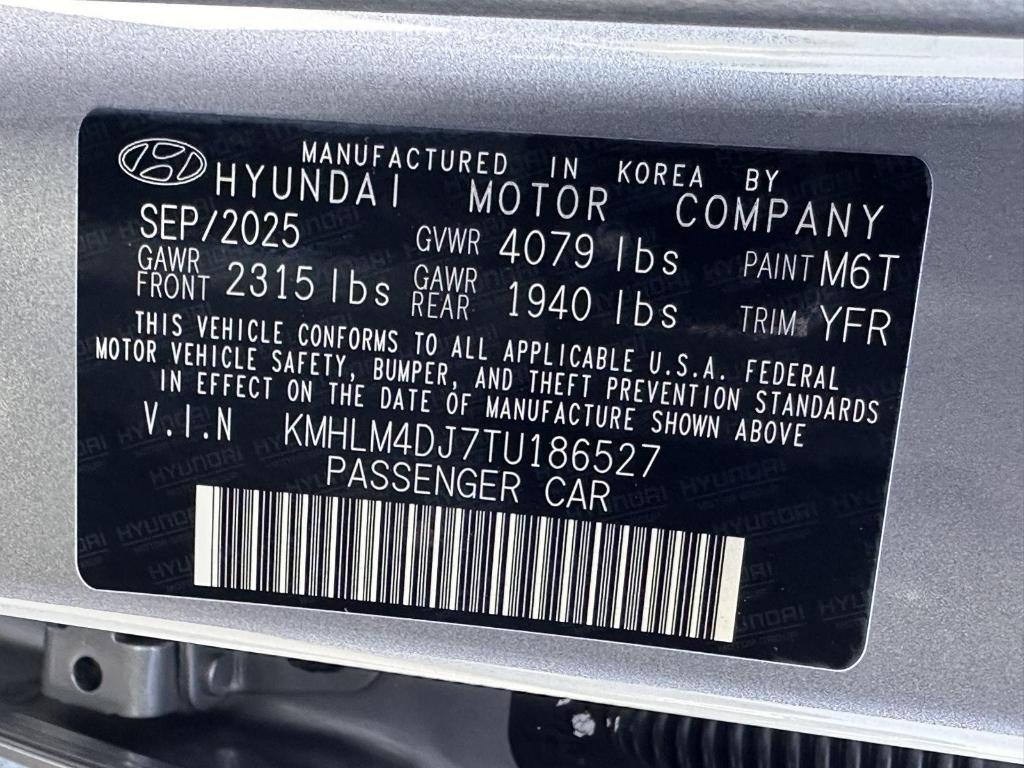 MANUFACTURED IN KOREA BY
HYUNDAI MOTOR COMPANY
SEP/2025 GVWR 4079 lbs PAINT M6T
GAWR FRONT 2315 lbs GAWR REAR 1940 lbs TRIM YFR
THIS VEHICLE CONFORMS TO ALL APPLICABLE U.S.A. FEDERAL
MOTOR VEHICLE SAFETY, BUMPER, AND THEFT PREVENTION STANDARDS
IN EFFECT ON THE DATE OF MANUFACTURE SHOWN ABOVE
V.I.N KMHLM4DJ7TU186527
PASSENGER CAR